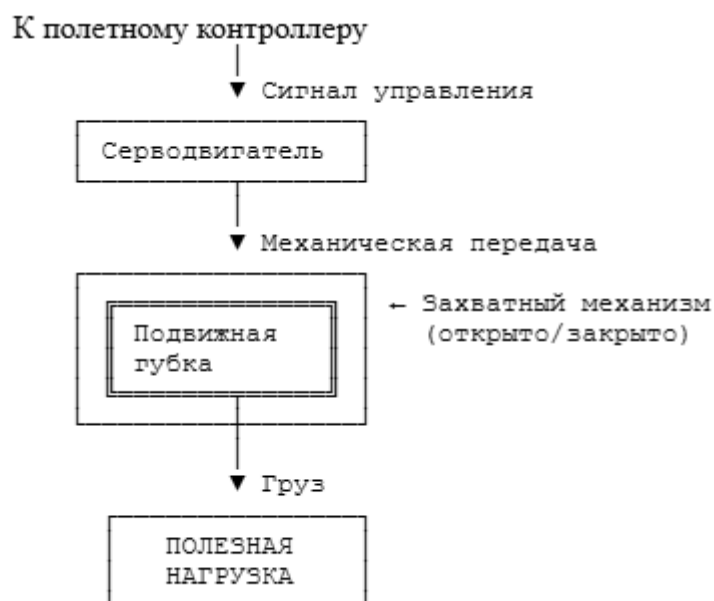 К полетному контроллеру
▼ Сигнал управления
Серводвигатель
▼ Механическая передача
← Захватный механизм
(открыто/закрыто)
Подвижная
губка
▼ Груз
ПОЛЕЗНАЯ
НАГРУЗКА